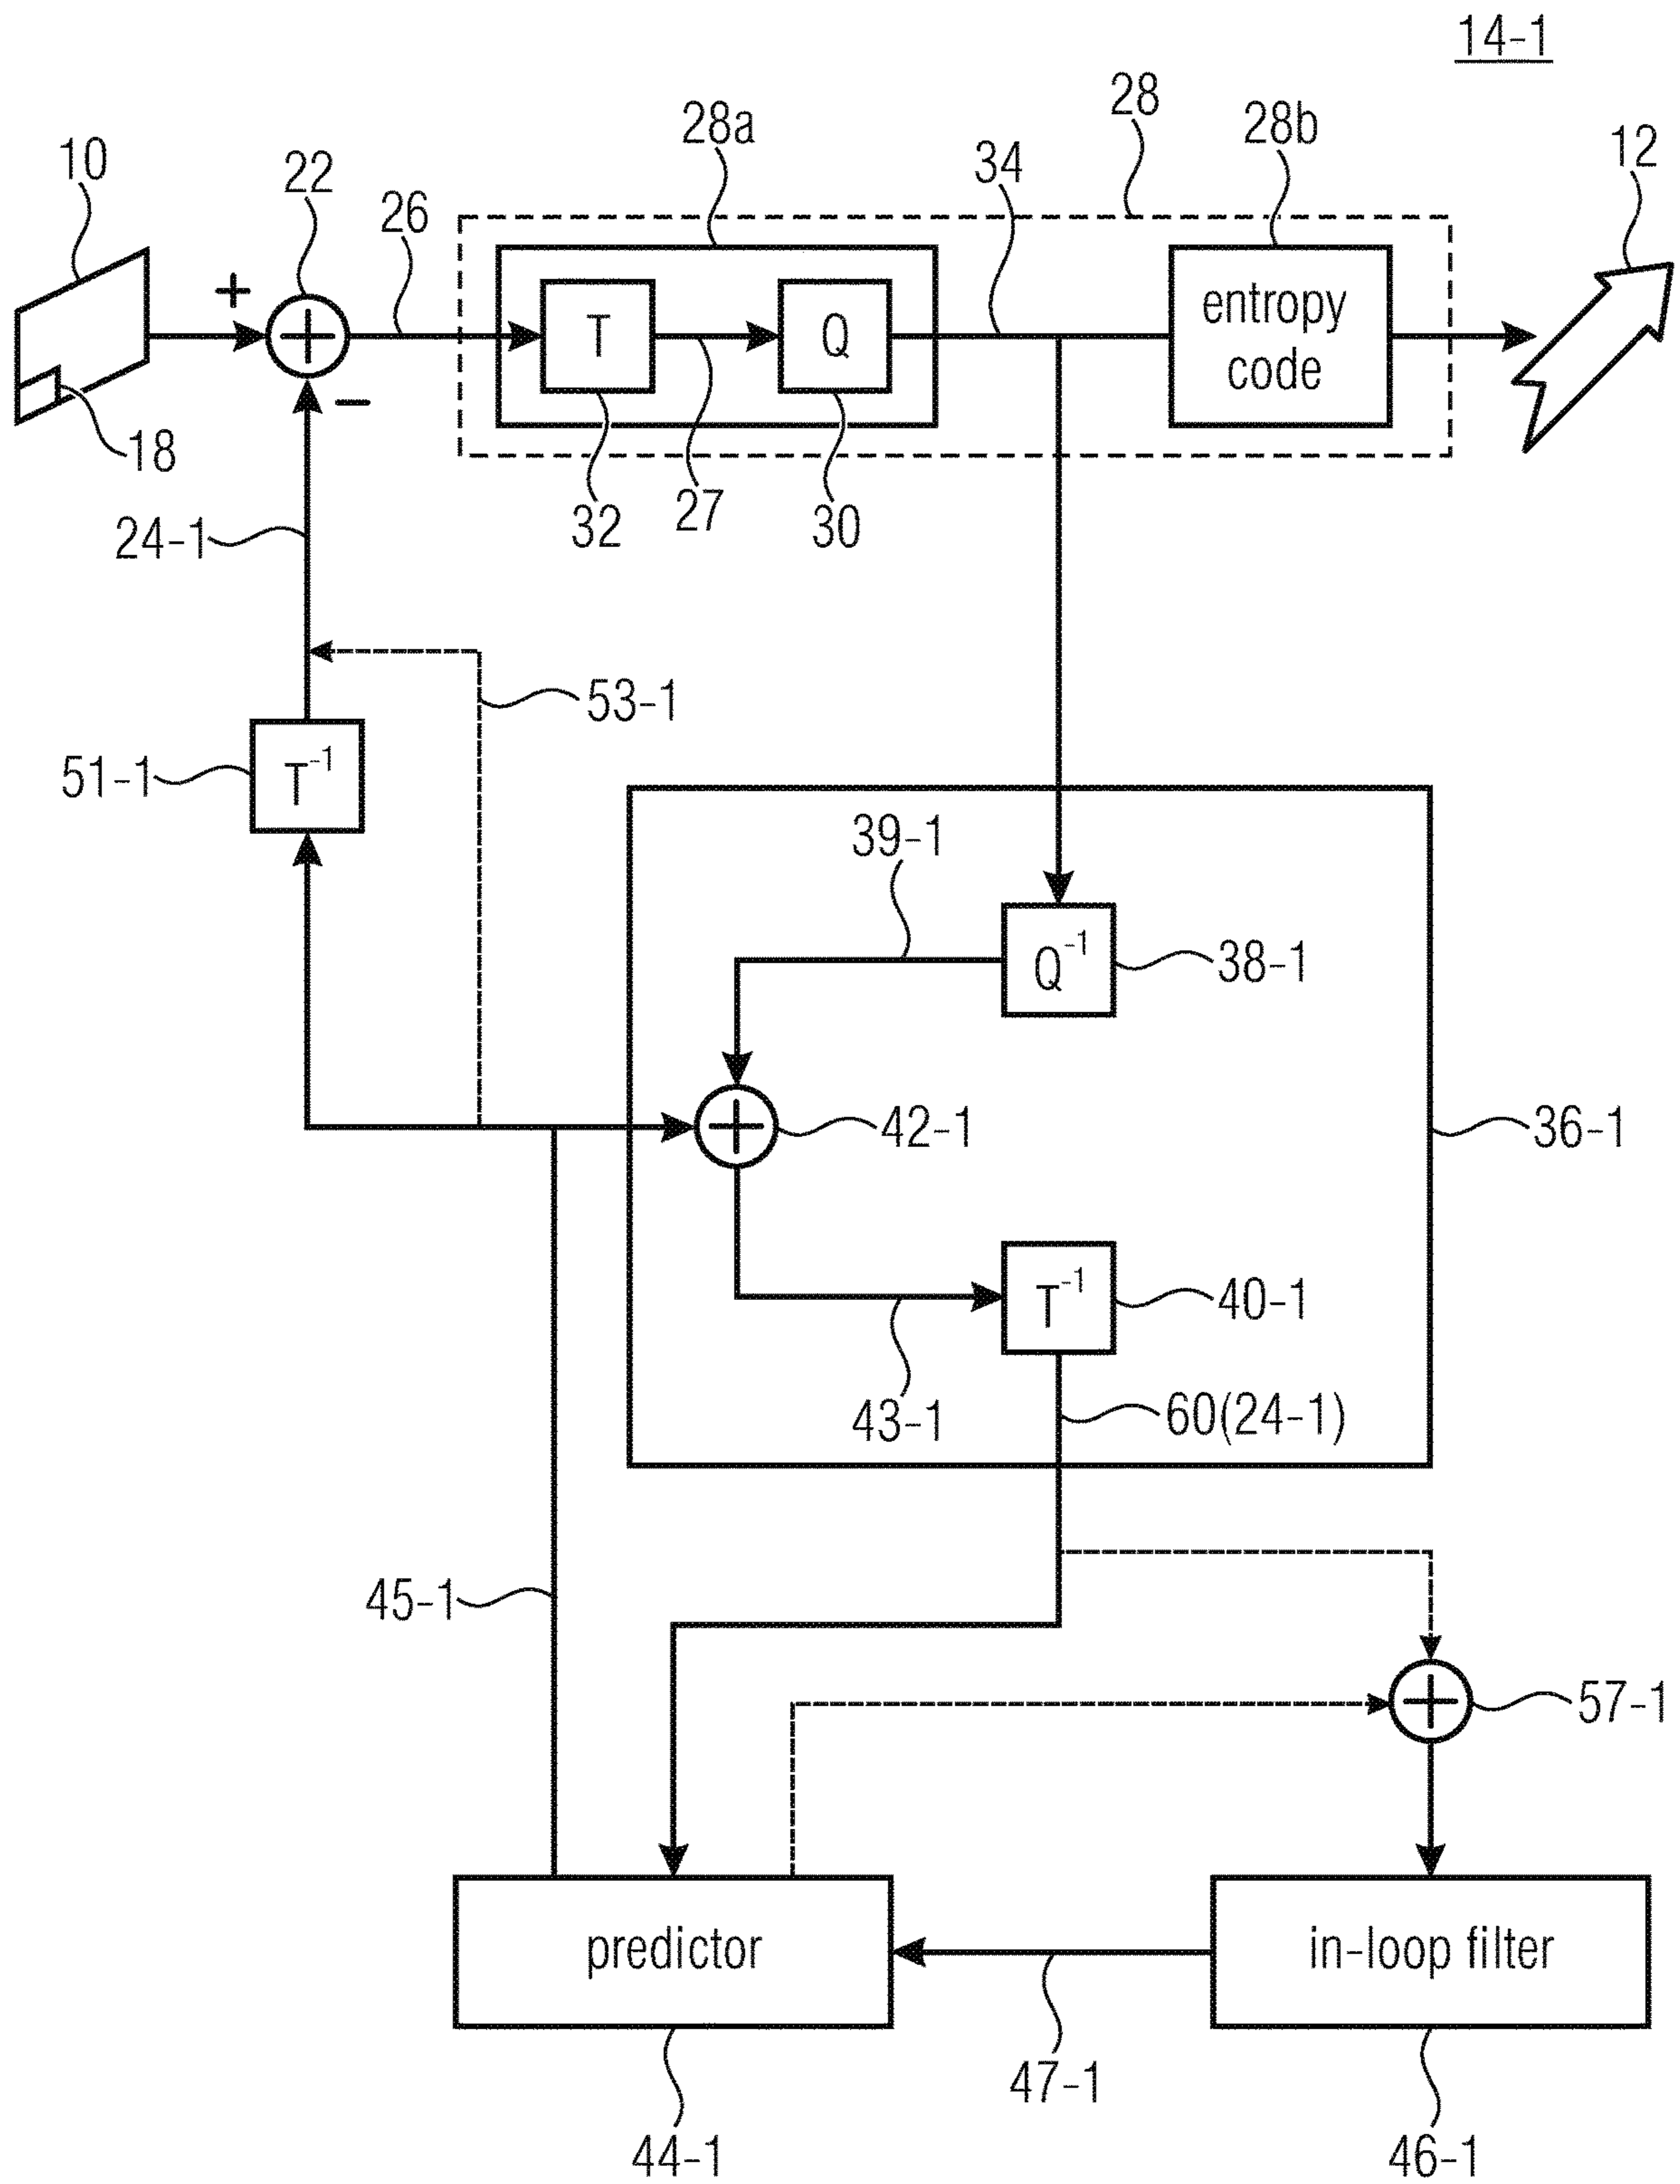 14-1
10
22
26
28a
34
28
28b
12
+
−
T
Q
entropy
code
18
32
27
30
24-1
53-1
51-1
T⁻¹
39-1
Q⁻¹
38-1
42-1
36-1
T⁻¹
40-1
43-1
60(24-1)
45-1
57-1
predictor
in-loop filter
47-1
44-1
46-1